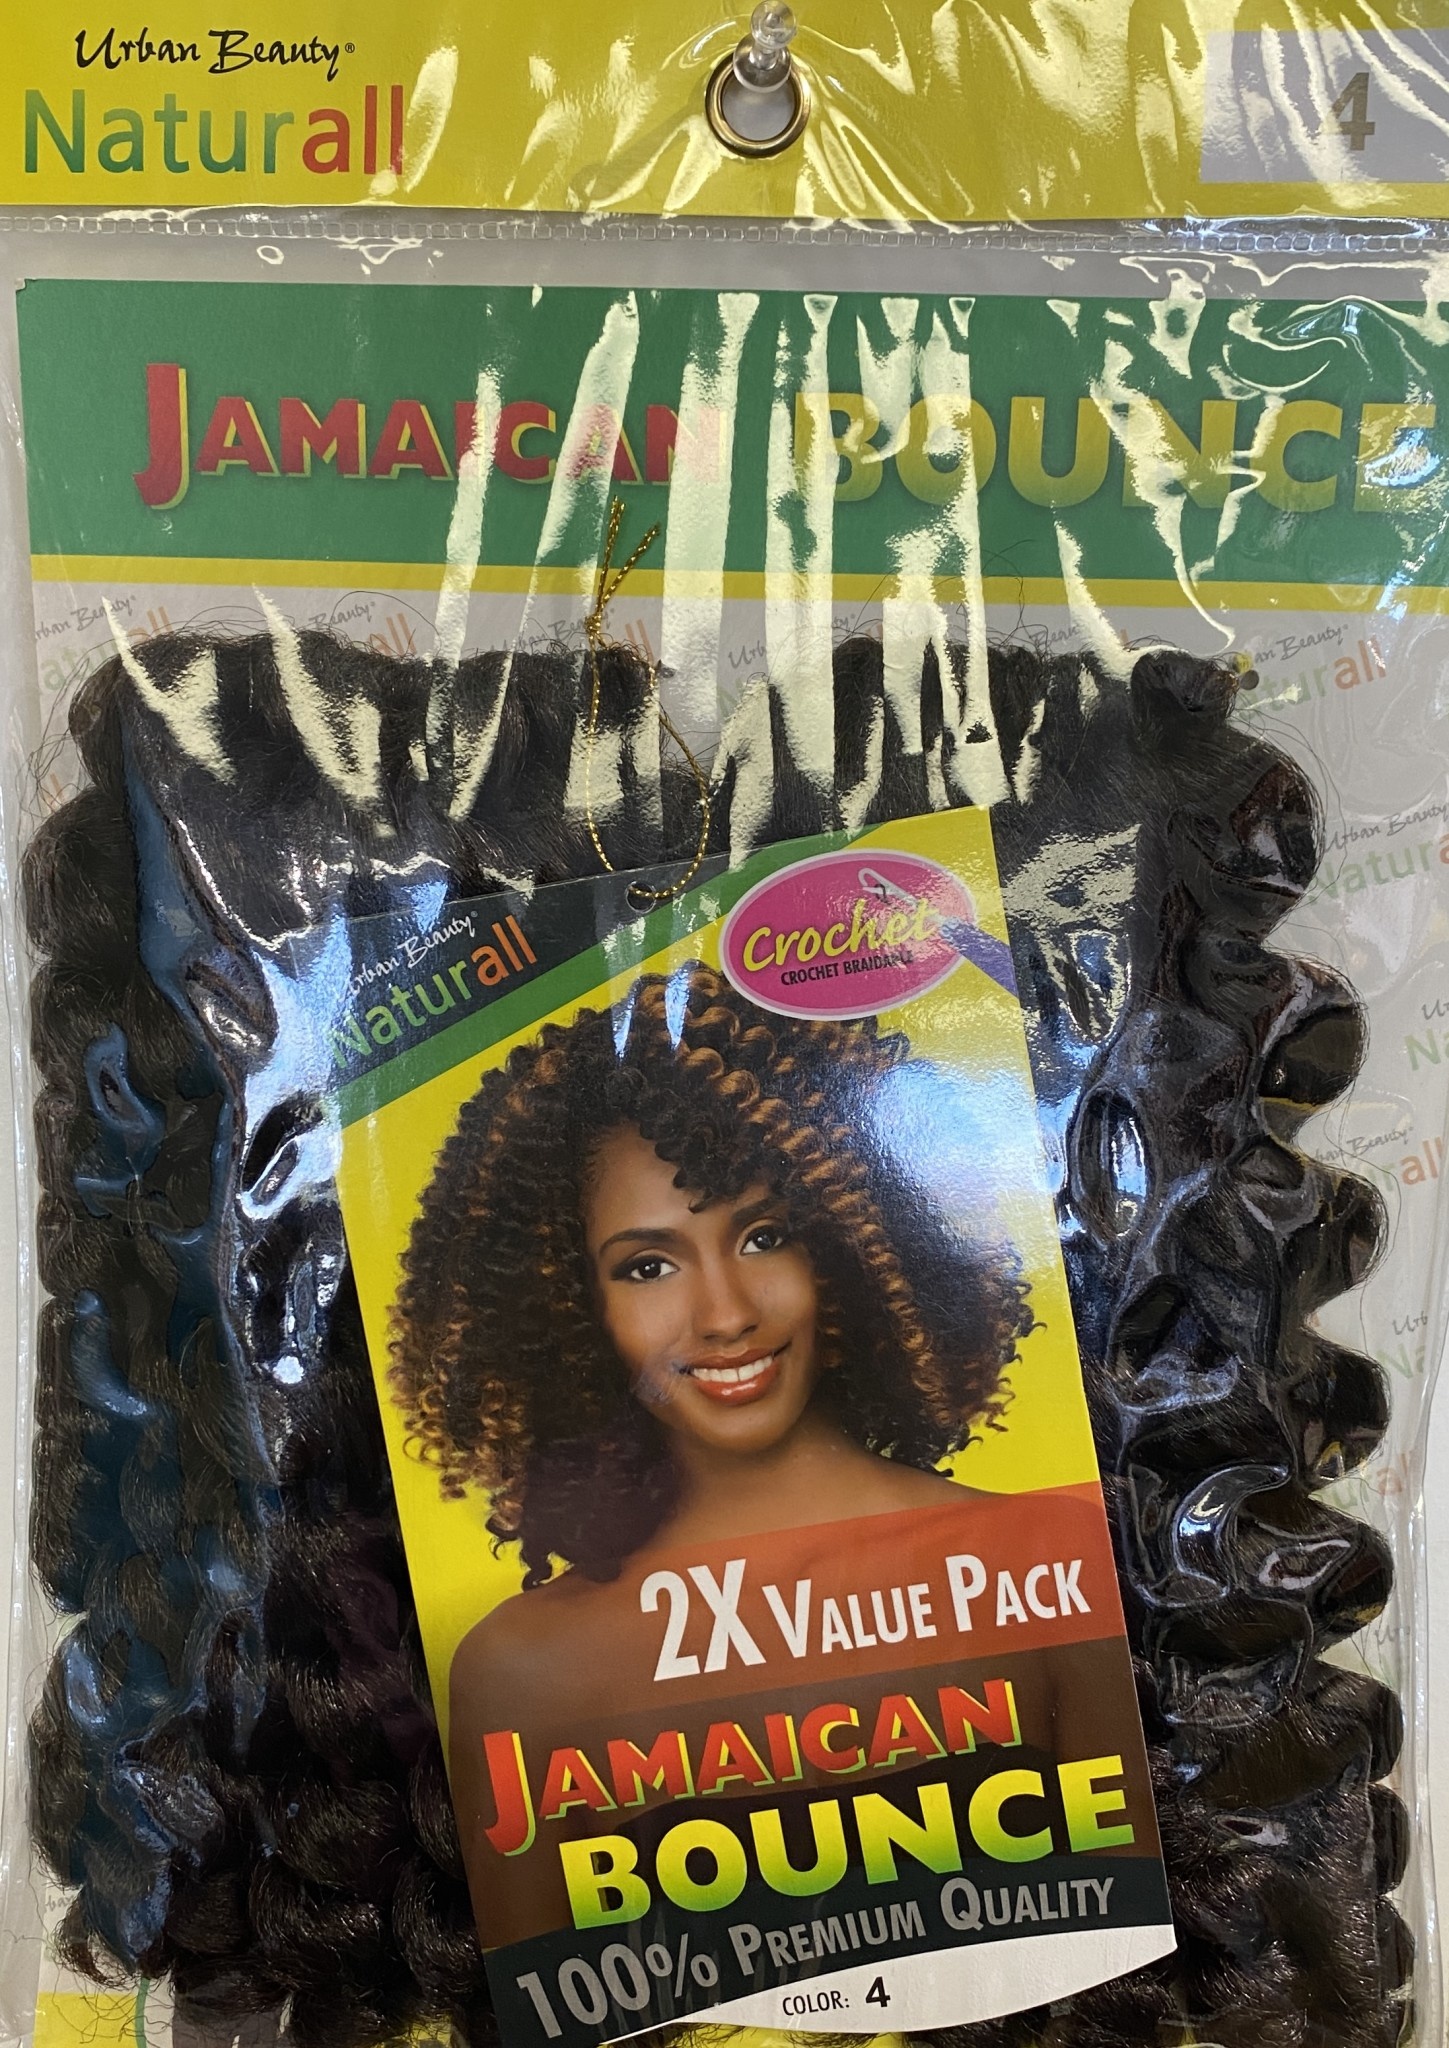 Urban Beauty®
Naturall
4
JAMAICAN BOUNCE
Urban Beauty®
Naturall
Crochet
CROCHET BRAIDABLE
2X VALUE PACK
JAMAICAN
BOUNCE
100% PREMIUM QUALITY
COLOR: 4